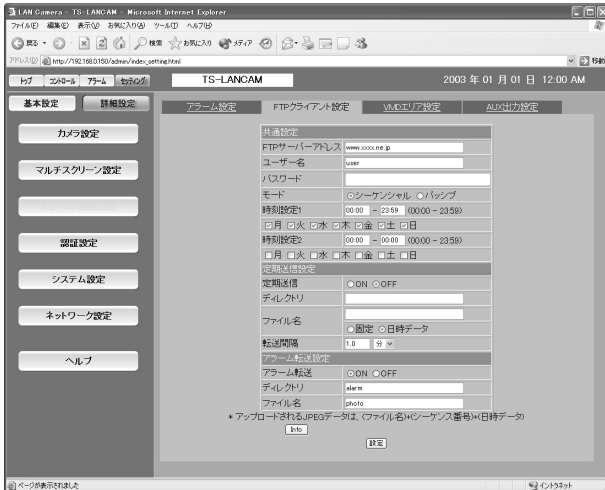 LAN Camera - TS-LANCAM - Microsoft Internet Explorer
ファイル(F) 編集(E) 表示(V) お気に入り(A) ツール(T) ヘルプ(H)
戻る 検索 お気に入り メディア
アドレス(D) http://192.168.0.150/admin/index_setting.html 移動
トップ コントロール アラーム セッティング TS-LANCAM 2003 年 01 月 01 日 12:00 AM
基本設定 詳細設定
アラーム設定 FTPクライアント設定 VMDエリア設定 AUX出力設定
カメラ設定
マルチスクリーン設定
認証設定
システム設定
ネットワーク設定
ヘルプ
共通設定
FTPサーバーアドレス www.xxxx.ne.jp
ユーザー名 user
パスワード
モード シーケンシャル パッシブ
時刻設定1 00:00 - 23:59 (00:00 - 23:59)
月 火 水 木 金 土 日
時刻設定2 00:00 - 00:00 (00:00 - 23:59)
月 火 水 木 金 土 日
定期送信設定
定期送信 ON OFF
ディレクトリ
ファイル名
固定 日時データ
転送間隔 1.0 分
アラーム転送設定
アラーム転送 ON OFF
ディレクトリ alarm
ファイル名 photo
* アップロードされるJPEGデータは、(ファイル名)+(シーケンス番号)+(日時データ)
Info
設定
ページが表示されました イントラネット